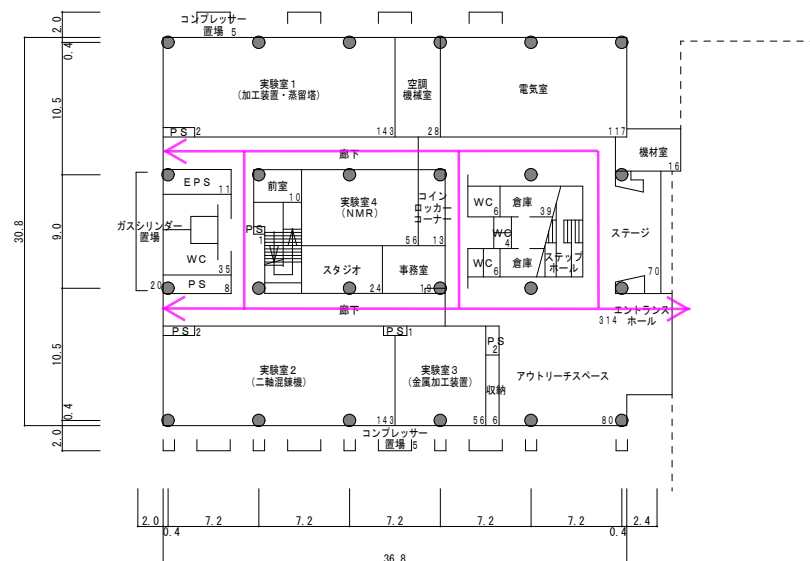 コンプレッサー
置場 5
2.0
0.4
10.5
9.0
10.5
0.4
2.0
30.8
実験室1
(加工装置・蒸留塔)
143
空調
機械室
28
電気室
117
PS 2
廊下
機材室
16
EPS
11
前室
10
実験室4
(NMR)
56
コイン
ロッカー
コーナー
13
WC
6
倉庫
39
ガスシリンダー
置場
20
PS
1
WC
4
ステージ
70
WC
35
スタジオ
24
事務室
19
WC
6
倉庫
ステップ
ホール
PS
8
廊下
エントランス
ホール
314
PS 2
PS 1
PS
2
実験室2
(二軸混錬機)
143
実験室3
(金属加工装置)
56
収納
6
アウトリーチスペース
80
コンプレッサー
置場 5
2.0
0.4
7.2
7.2
7.2
7.2
7.2
0.4
2.4
36.8